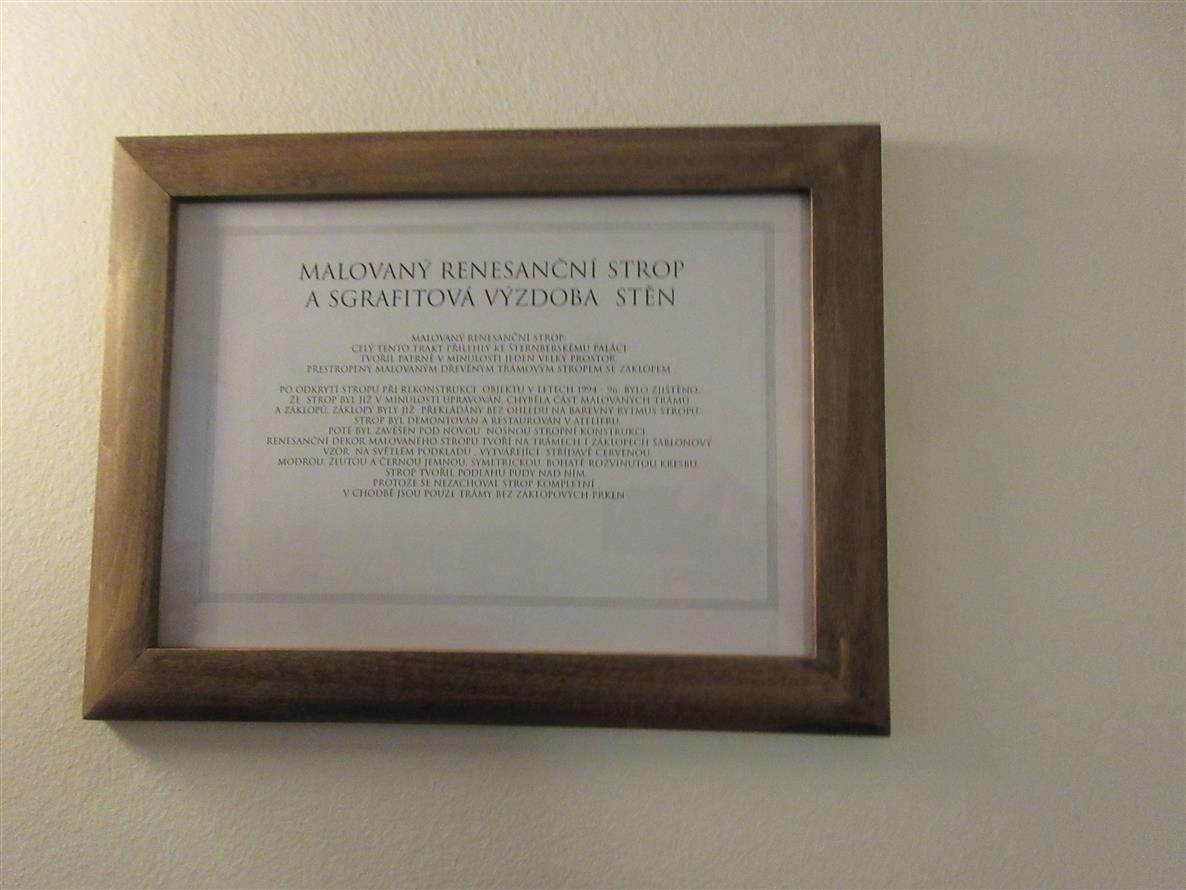 MALOVANÝ RENESANČNÍ STROP
A SGRAFITOVÁ VÝZDOBA STĚN
MALOVANÝ RENESANČNÍ STROP:
CELÝ TENTO TRAKT PŘILEHLÝ KE ŠTERNBERSKÉMU PALÁCI
TVOŘIL PATRNĚ V MINULOSTI JEDEN VELKÝ PROSTOR,
PŘESTROPENÝ MALOVANÝM DŘEVĚNÝM TRÁMOVÝM STROPEM SE ZÁKLOPEM
PO ODKRYTÍ STROPU PŘI REKONSTRUKCI OBJEKTU V LETECH 1994 - 96 BYLO ZJIŠTĚNO,
ŽE STROP BYL JIŽ V MINULOSTI UPRAVOVÁN. CHYBĚLA ČÁST MALOVANÝCH TRÁMŮ
A ZÁKLOPŮ. ZÁKLOPY BYLY JIŽ PŘEKLÁDÁNY BEZ OHLEDU NA BAREVNÝ RYTMUS STROPU.
STROP BYL DEMONTOVÁN A RESTAUROVÁN V ATELIERU,
POTÉ BYL ZAVĚŠEN POD NOVOU NOSNOU STROPNÍ KONSTRUKCI.
RENESANČNÍ DEKOR MALOVANÉHO STROPU TVOŘÍ NA TRÁMECH I ZÁKLOPECH ŠABLONOVÝ
VZOR NA SVĚTLÉM PODKLADU , VYTVÁŘEJÍCÍ STŘÍDAVĚ ČERVENOU,
MODROU, ŽLUTOU A ČERNOU JEMNOU, SYMETRICKOU, BOHATĚ ROZVINUTOU KRESBU.
STROP TVOŘIL PODLAHU PŮDY NAD NÍM.
PROTOŽE SE NEZACHOVAL STROP KOMPLETNÍ ,
V CHODBĚ JSOU POUZE TRÁMY BEZ ZÁKLOPOVÝCH PRKEN